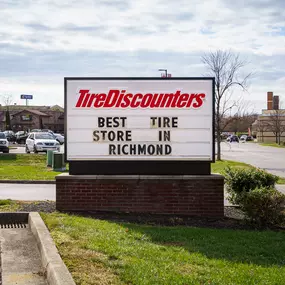 TireDiscounters
BEST TIRE
STORE IN
RICHMOND